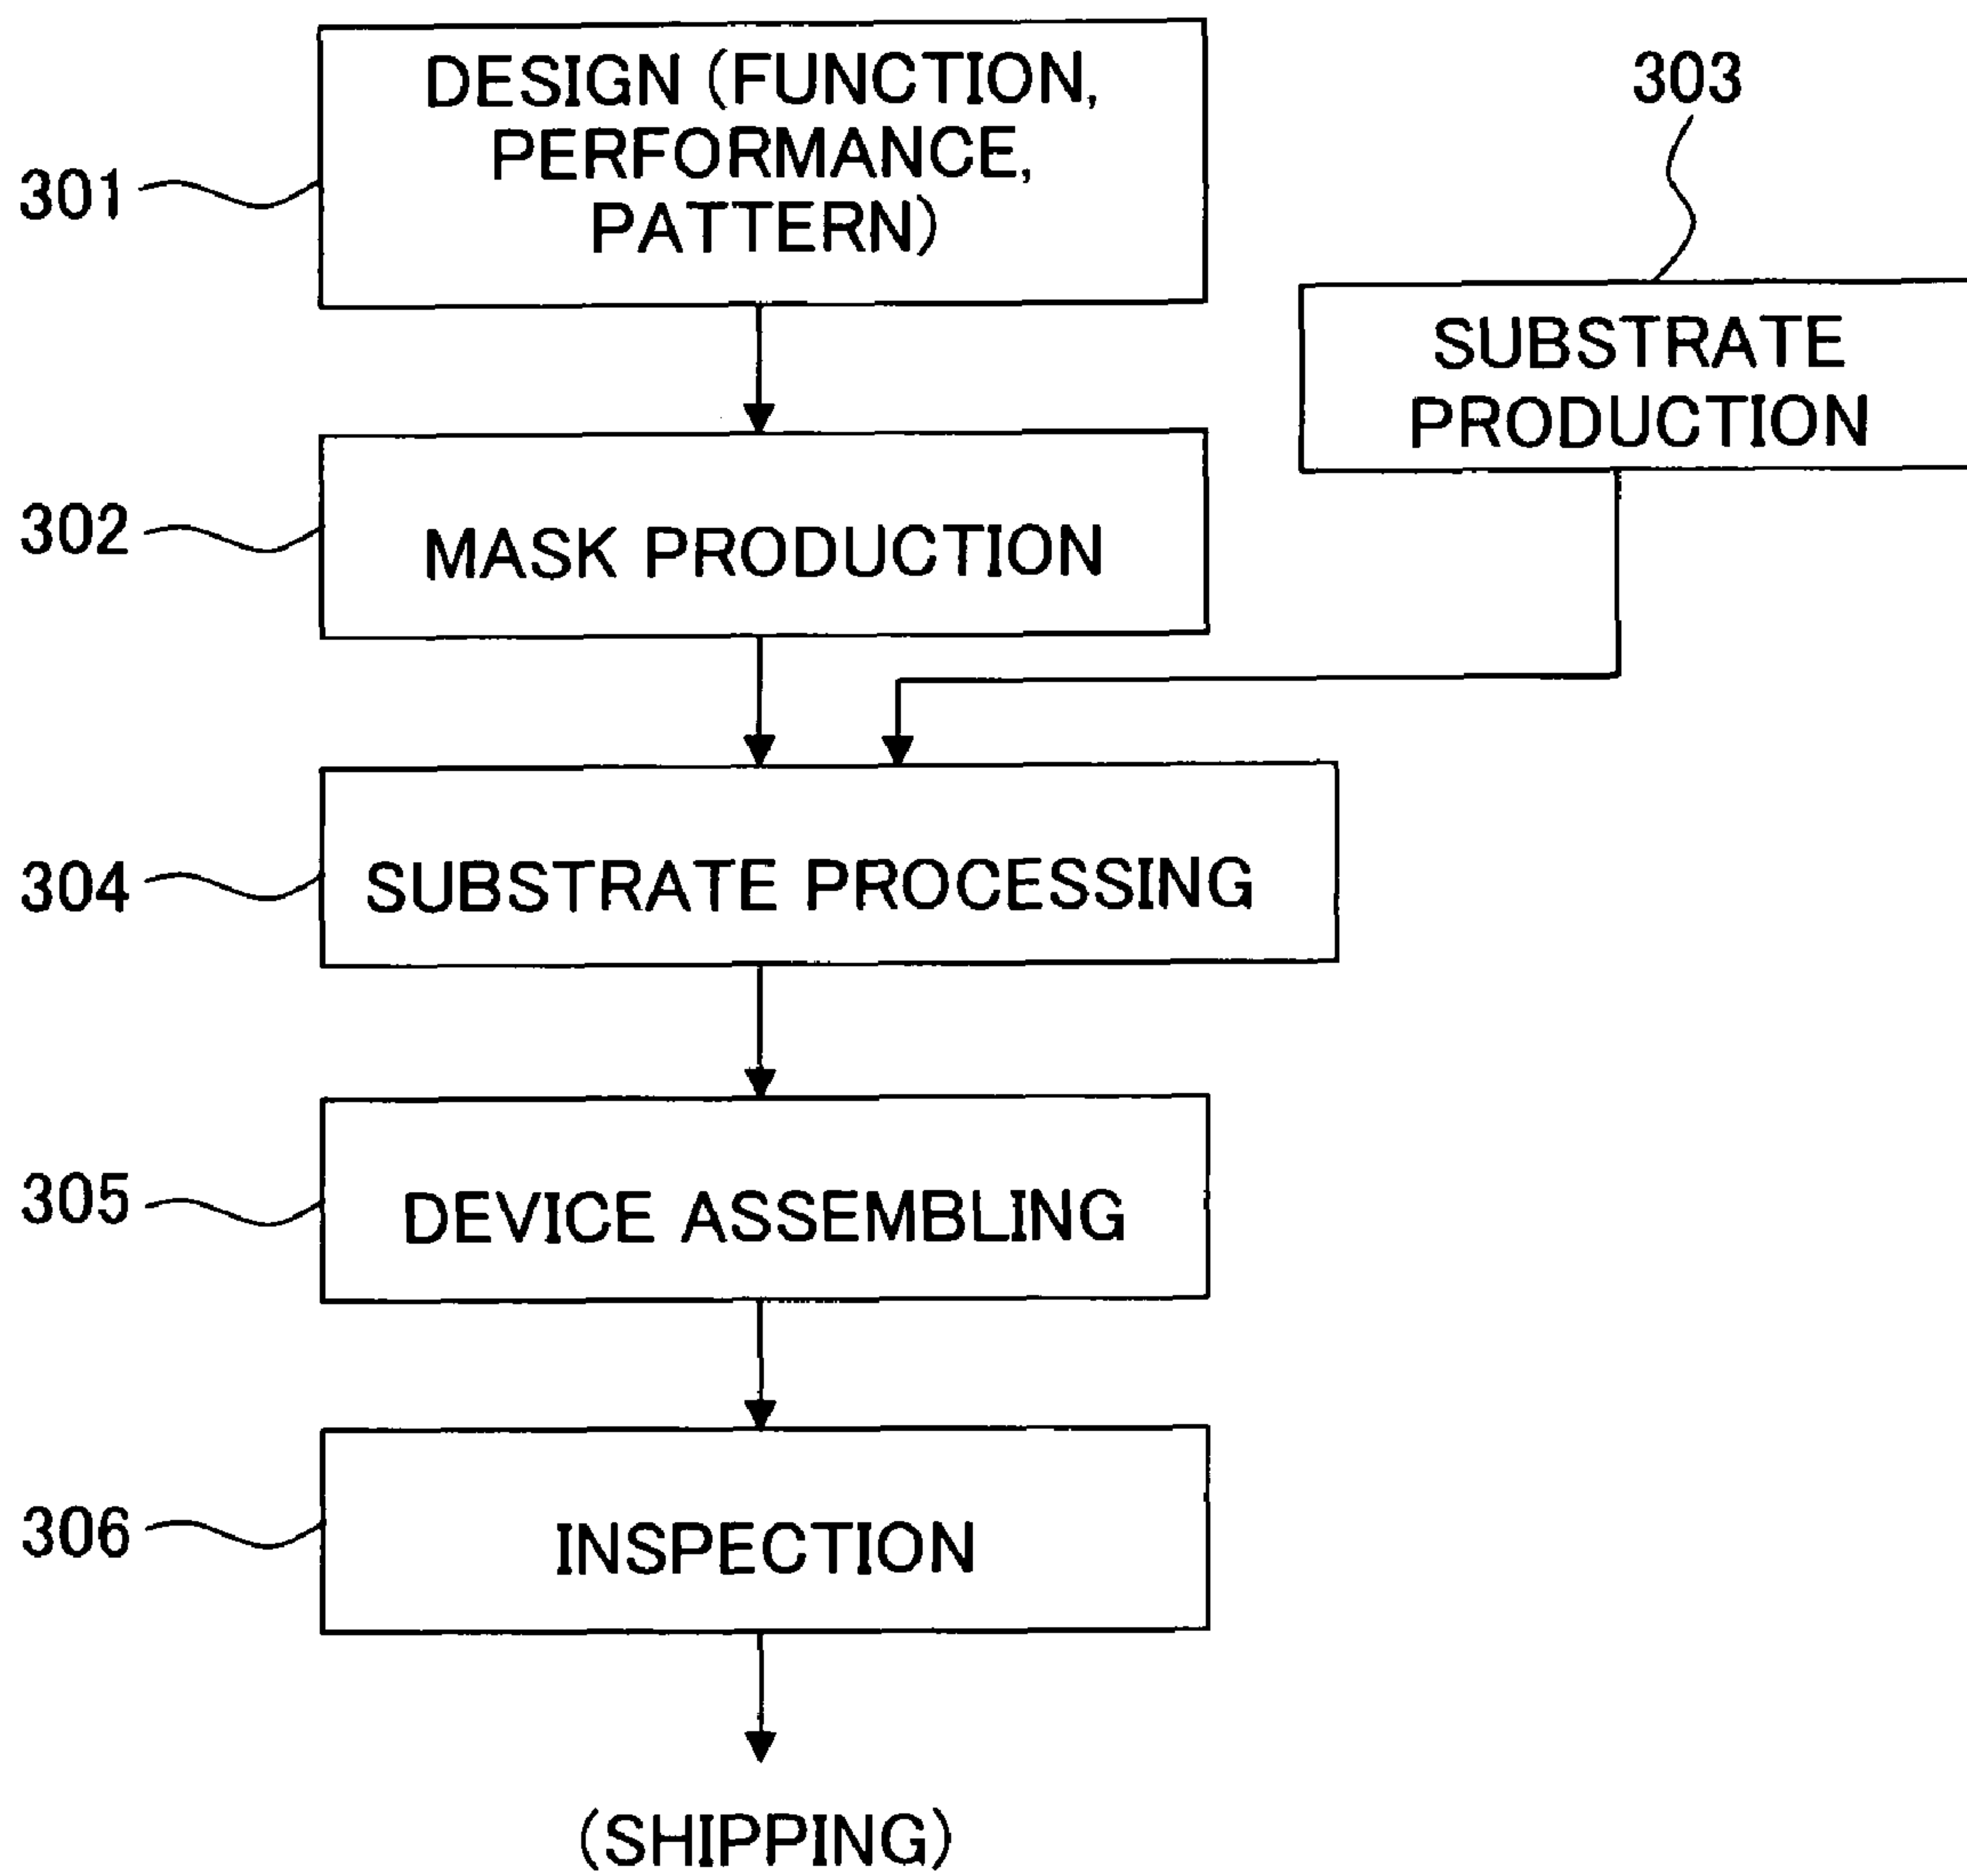 DESIGN (FUNCTION,
PERFORMANCE,
PATTERN)
301
303
SUBSTRATE
PRODUCTION
302
MASK PRODUCTION
304
SUBSTRATE PROCESSING
305
DEVICE ASSEMBLING
306
INSPECTION
(SHIPPING)